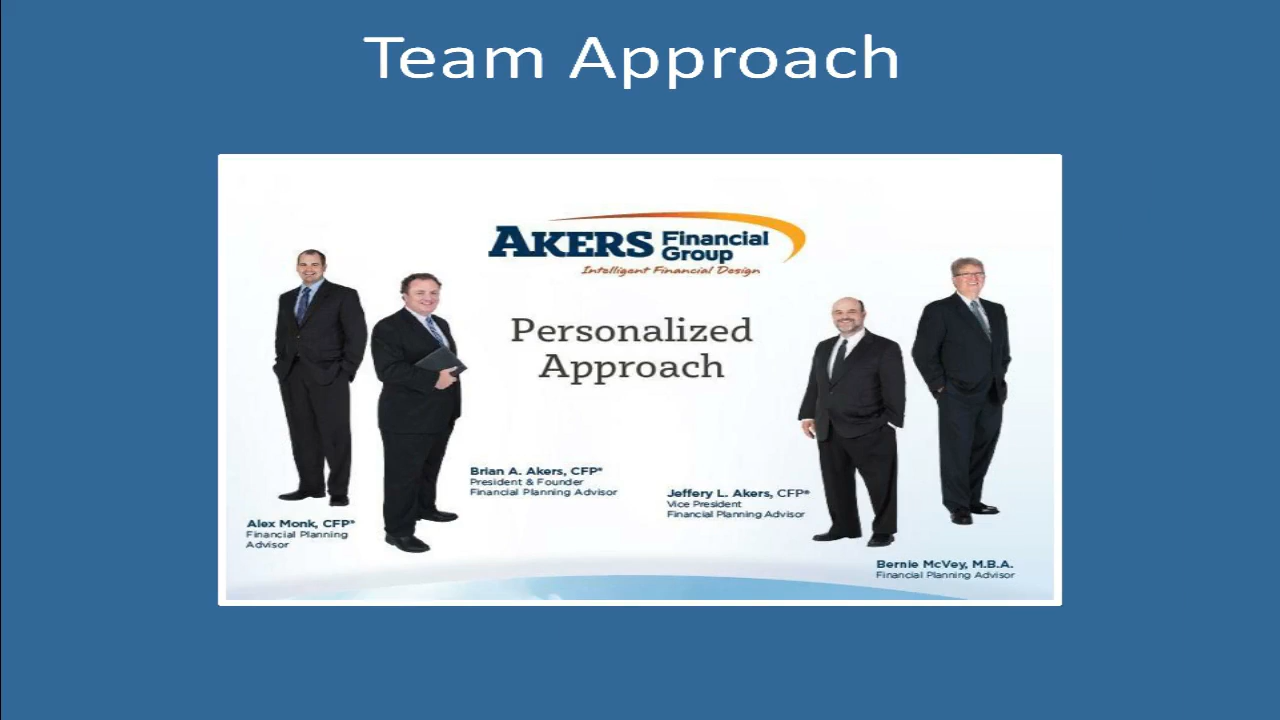 Team Approach
AKERS Financial Group
Intelligent Financial Design
Personalized
Approach
Brian A. Akers, CFP®
President & Founder
Financial Planning Advisor
Jeffery L. Akers, CFP®
Vice President
Financial Planning Advisor
Alex Monk, CFP®
Financial Planning
Advisor
Bernie McVey, M.B.A.
Financial Planning Advisor